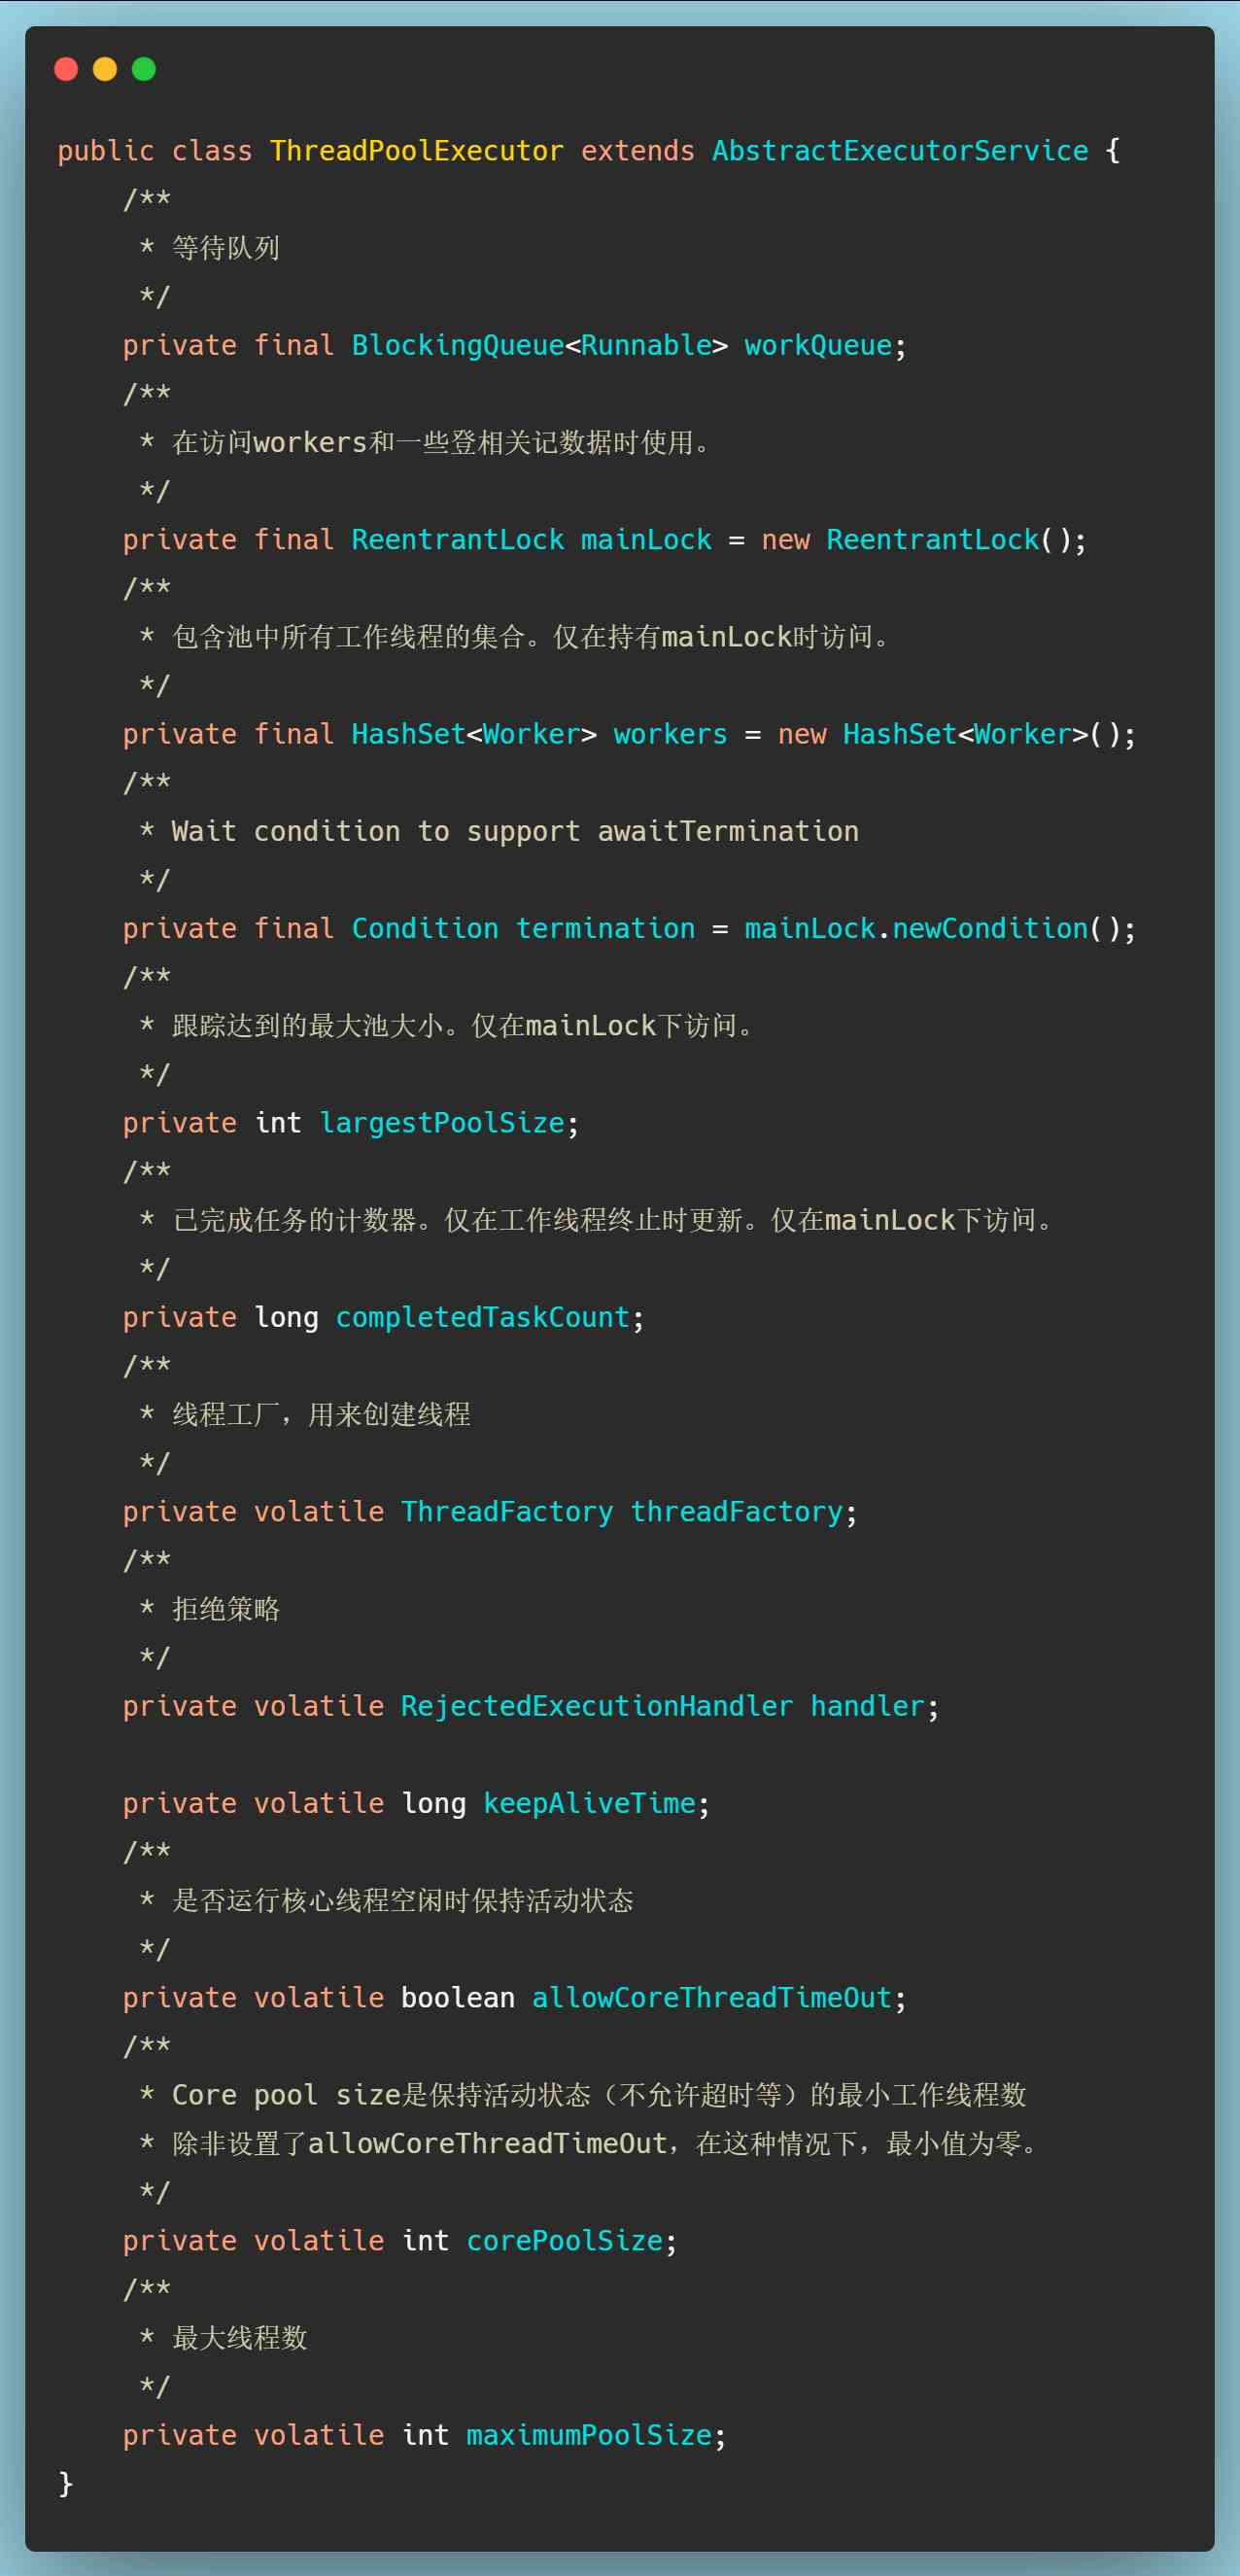 public class ThreadPoolExecutor extends AbstractExecutorService {
    /**
     * 等待队列
     */
    private final BlockingQueue<Runnable> workQueue;
    /**
     * 在访问workers和一些登相关记数据时使用。
     */
    private final ReentrantLock mainLock = new ReentrantLock();
    /**
     * 包含池中所有工作线程的集合。仅在持有mainLock时访问。
     */
    private final HashSet<Worker> workers = new HashSet<Worker>();
    /**
     * Wait condition to support awaitTermination
     */
    private final Condition termination = mainLock.newCondition();
    /**
     * 跟踪达到的最大池大小。仅在mainLock下访问。
     */
    private int largestPoolSize;
    /**
     * 已完成任务的计数器。仅在工作线程终止时更新。仅在mainLock下访问。
     */
    private long completedTaskCount;
    /**
     * 线程工厂，用来创建线程
     */
    private volatile ThreadFactory threadFactory;
    /**
     * 拒绝策略
     */
    private volatile RejectedExecutionHandler handler;

    private volatile long keepAliveTime;
    /**
     * 是否运行核心线程空闲时保持活动状态
     */
    private volatile boolean allowCoreThreadTimeOut;
    /**
     * Core pool size是保持活动状态（不允许超时等）的最小工作线程数
     * 除非设置了allowCoreThreadTimeOut，在这种情况下，最小值为零。
     */
    private volatile int corePoolSize;
    /**
     * 最大线程数
     */
    private volatile int maximumPoolSize;
}